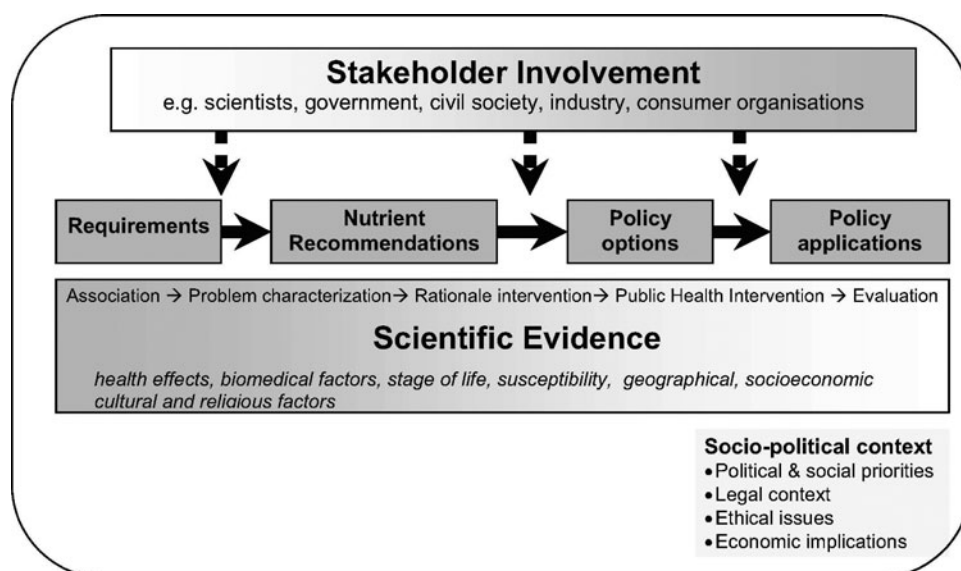 Stakeholder Involvement
e.g. scientists, government, civil society, industry, consumer organisations
Requirements
Nutrient
Recommendations
Policy
options
Policy
applications
Association → Problem characterization→ Rationale intervention→ Public Health Intervention → Evaluation
Scientific Evidence
health effects, biomedical factors, stage of life, susceptibility, geographical, socioeconomic
cultural and religious factors
Socio-political context
•Political & social priorities
•Legal context
•Ethical issues
•Economic implications